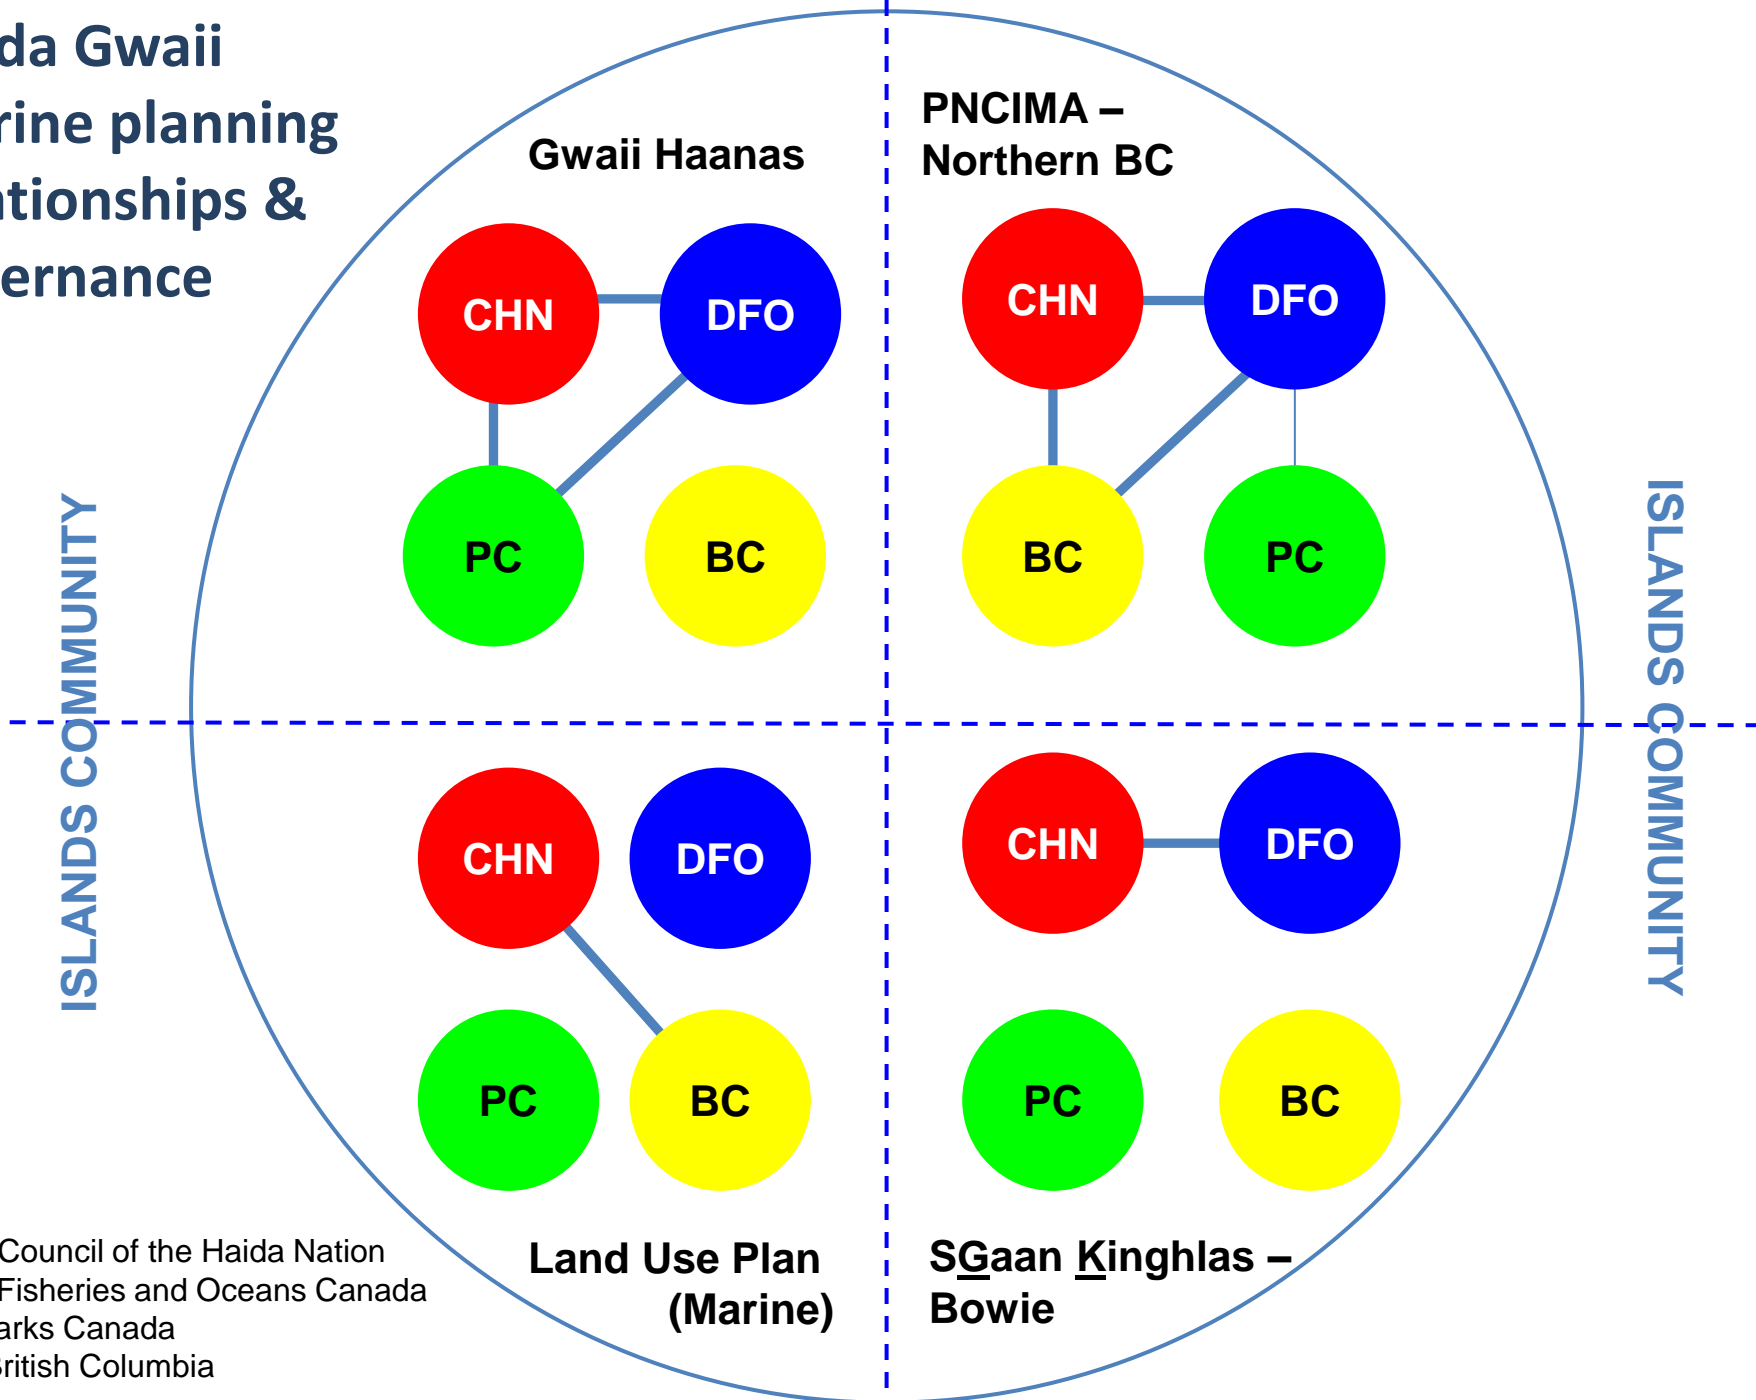 da Gwaii
rine planning
ationships &
ernance
Gwaii Haanas
PNCIMA –
Northern BC
CHN
DFO
CHN
DFO
PC
BC
BC
PC
ISLANDS COMMUNITY
ISLANDS COMMUNITY
CHN
DFO
CHN
DFO
PC
BC
PC
BC
Land Use Plan
(Marine)
SGaan Kinghlas –
Bowie
Council of the Haida Nation
Fisheries and Oceans Canada
arks Canada
British Columbia